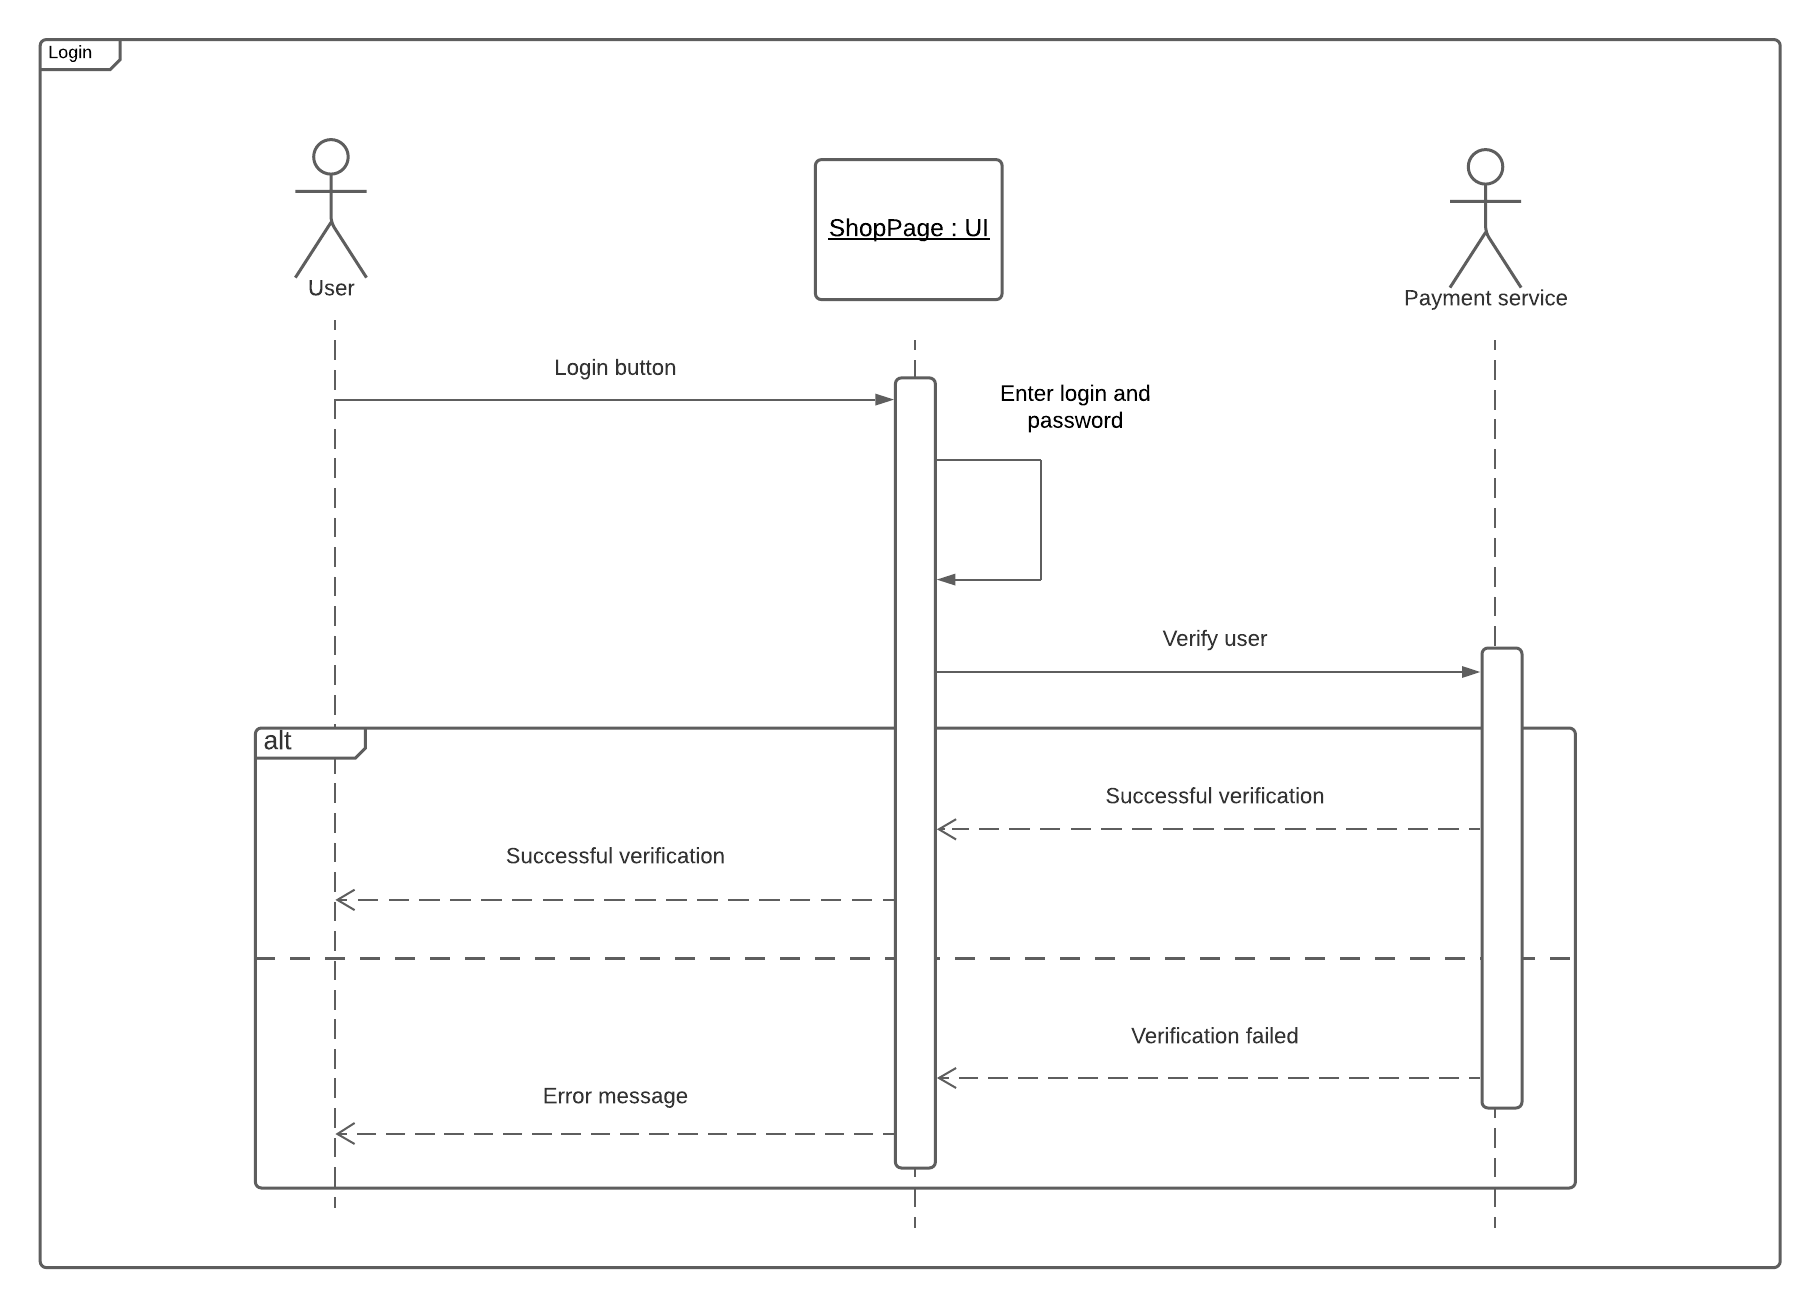 Login
User
ShopPage : UI
Payment service
Login button
Enter login and
password
Verify user
alt
Successful verification
Successful verification
Verification failed
Error message